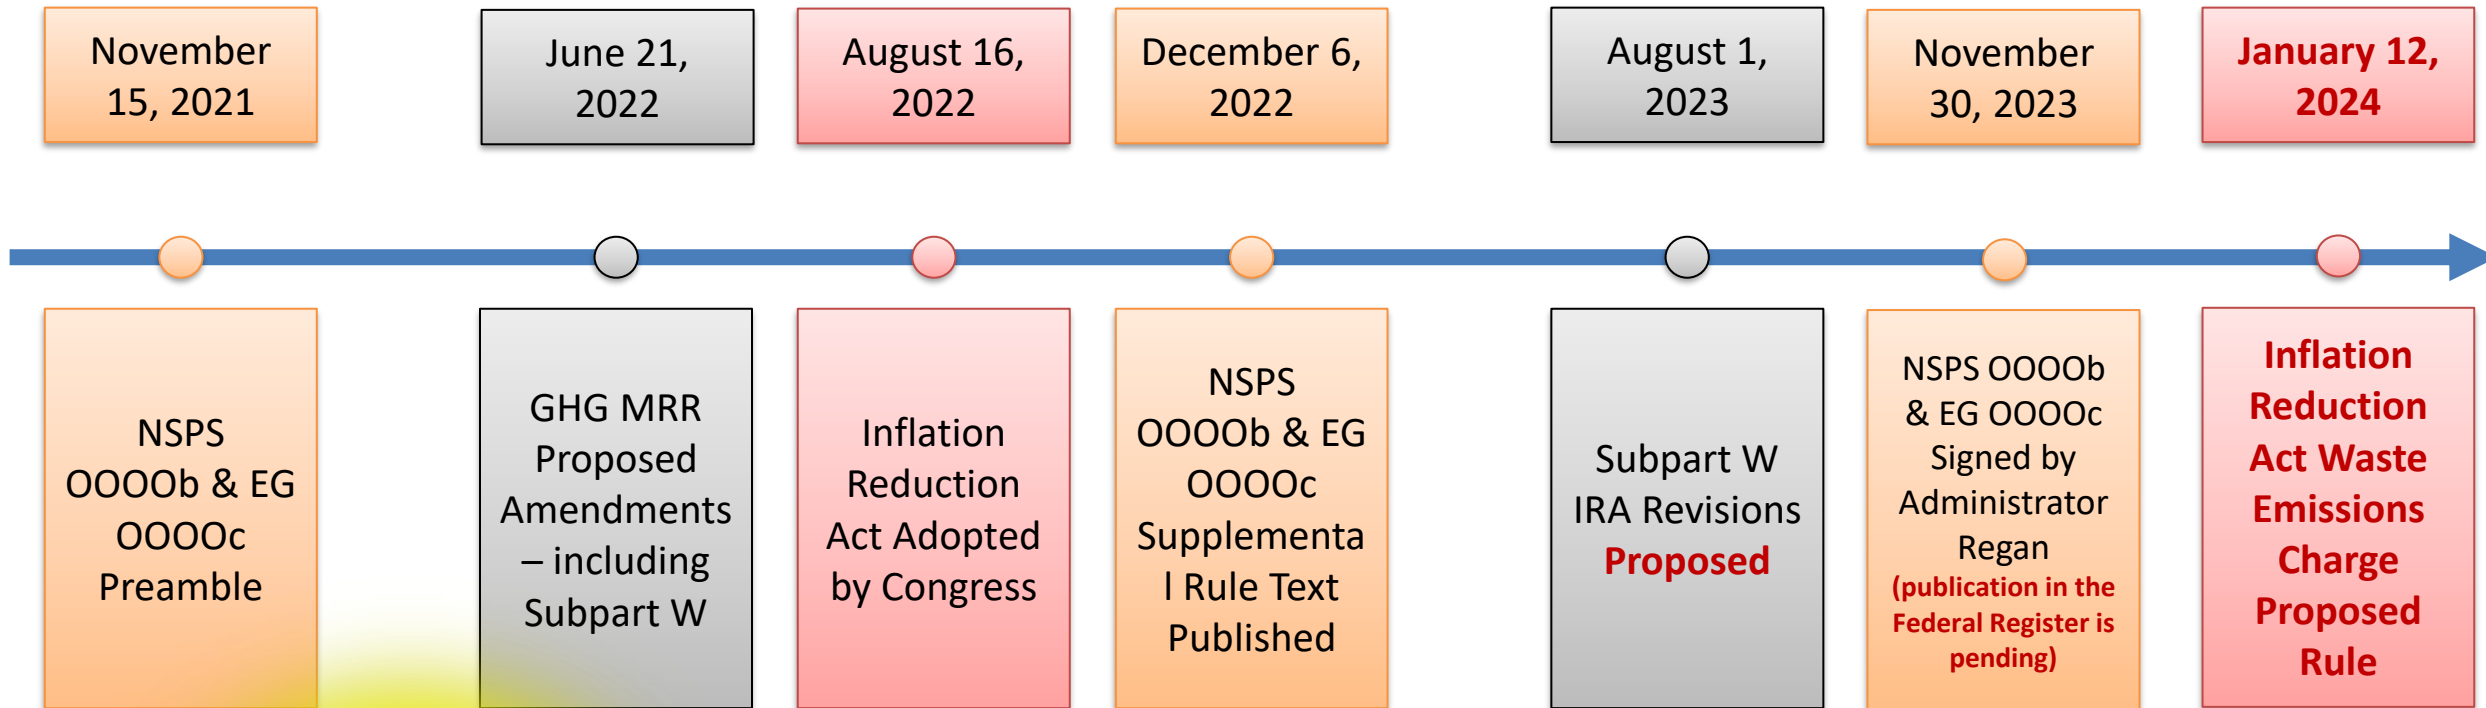 November
15, 2021
June 21,
2022
August 16,
2022
December 6,
2022
August 1,
2023
November
30, 2023
January 12,
2024
NSPS
OOOOb & EG
OOOOc
Preamble
GHG MRR
Proposed
Amendments
– including
Subpart W
Inflation
Reduction
Act Adopted
by Congress
NSPS
OOOOb & EG
OOOOc
Supplementa
l Rule Text
Published
Subpart W
IRA Revisions
Proposed
NSPS OOOOb
& EG OOOOc
Signed by
Administrator
Regan
(publication in the
Federal Register is
pending)
Inflation
Reduction
Act Waste
Emissions
Charge
Proposed
Rule